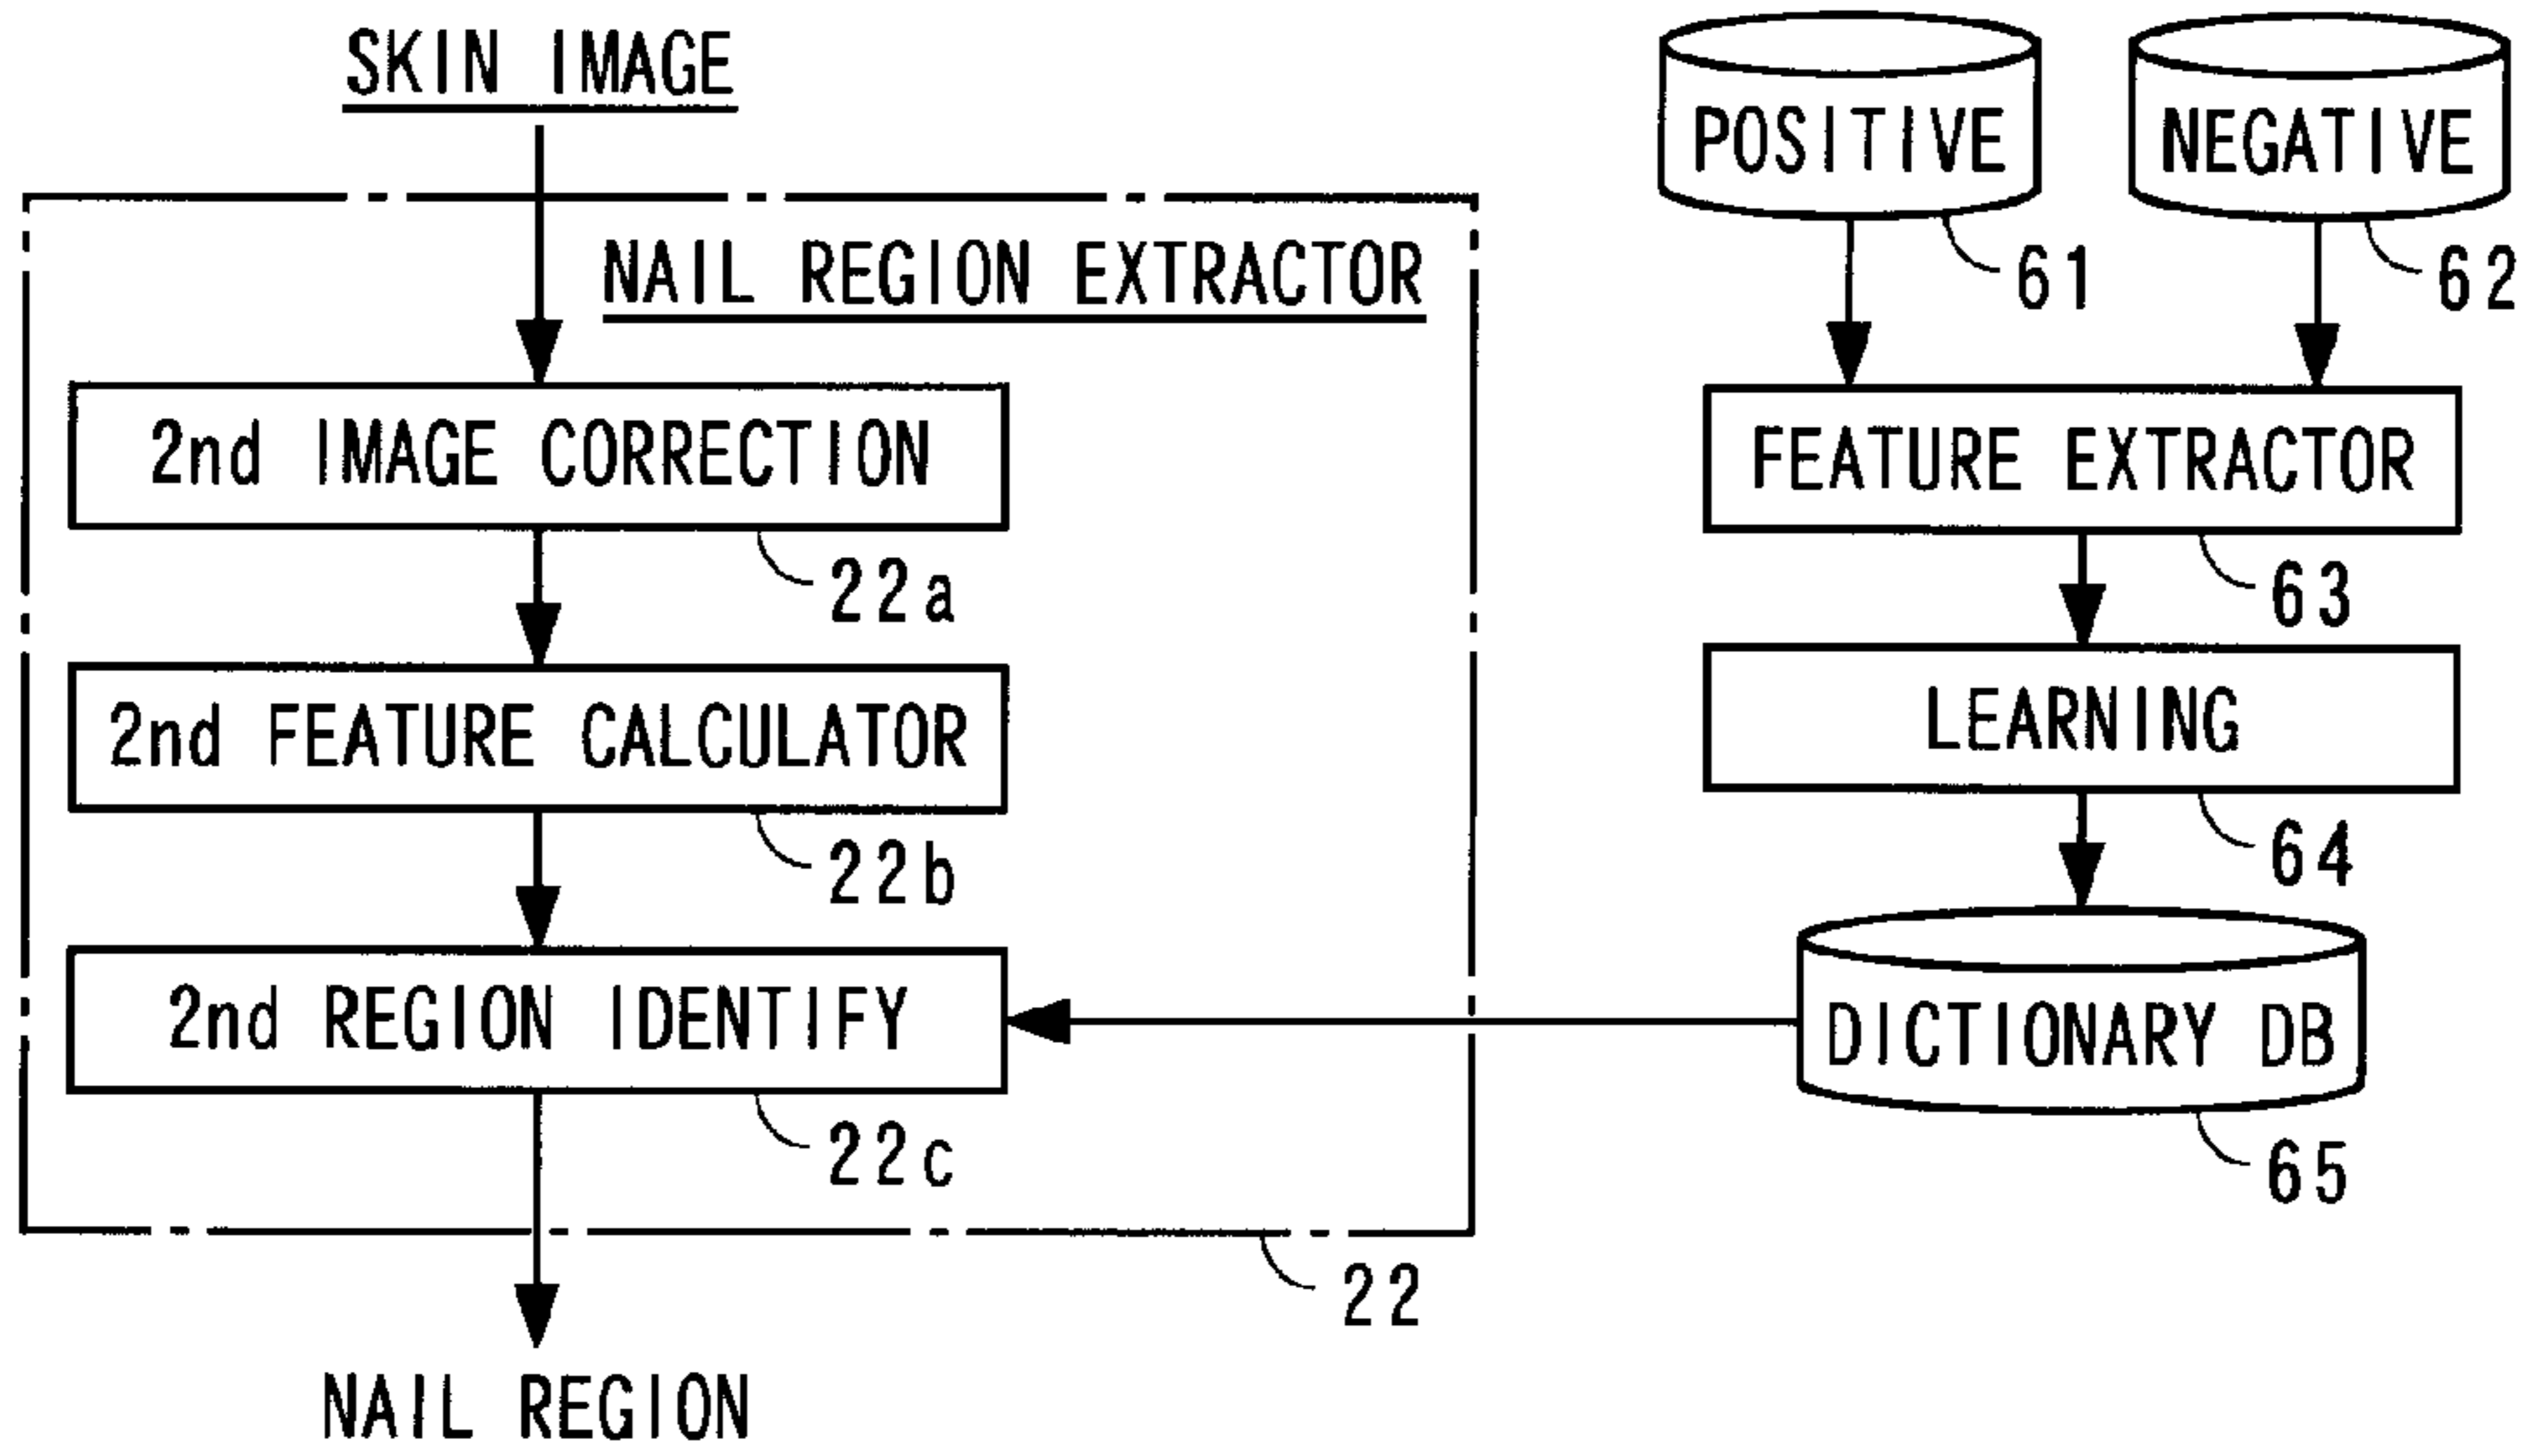 SKIN IMAGE
NAIL REGION EXTRACTOR
2nd IMAGE CORRECTION
22a
2nd FEATURE CALCULATOR
22b
2nd REGION IDENTIFY
22c
22
NAIL REGION
POSITIVE
61
NEGATIVE
62
FEATURE EXTRACTOR
63
LEARNING
64
DICTIONARY DB
65